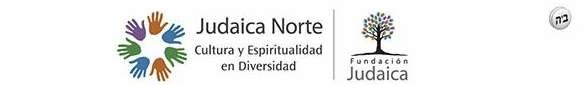 Judaica Norte
Cultura y Espiritualidad
en Diversidad
Fundación
Judaica
ב״ה